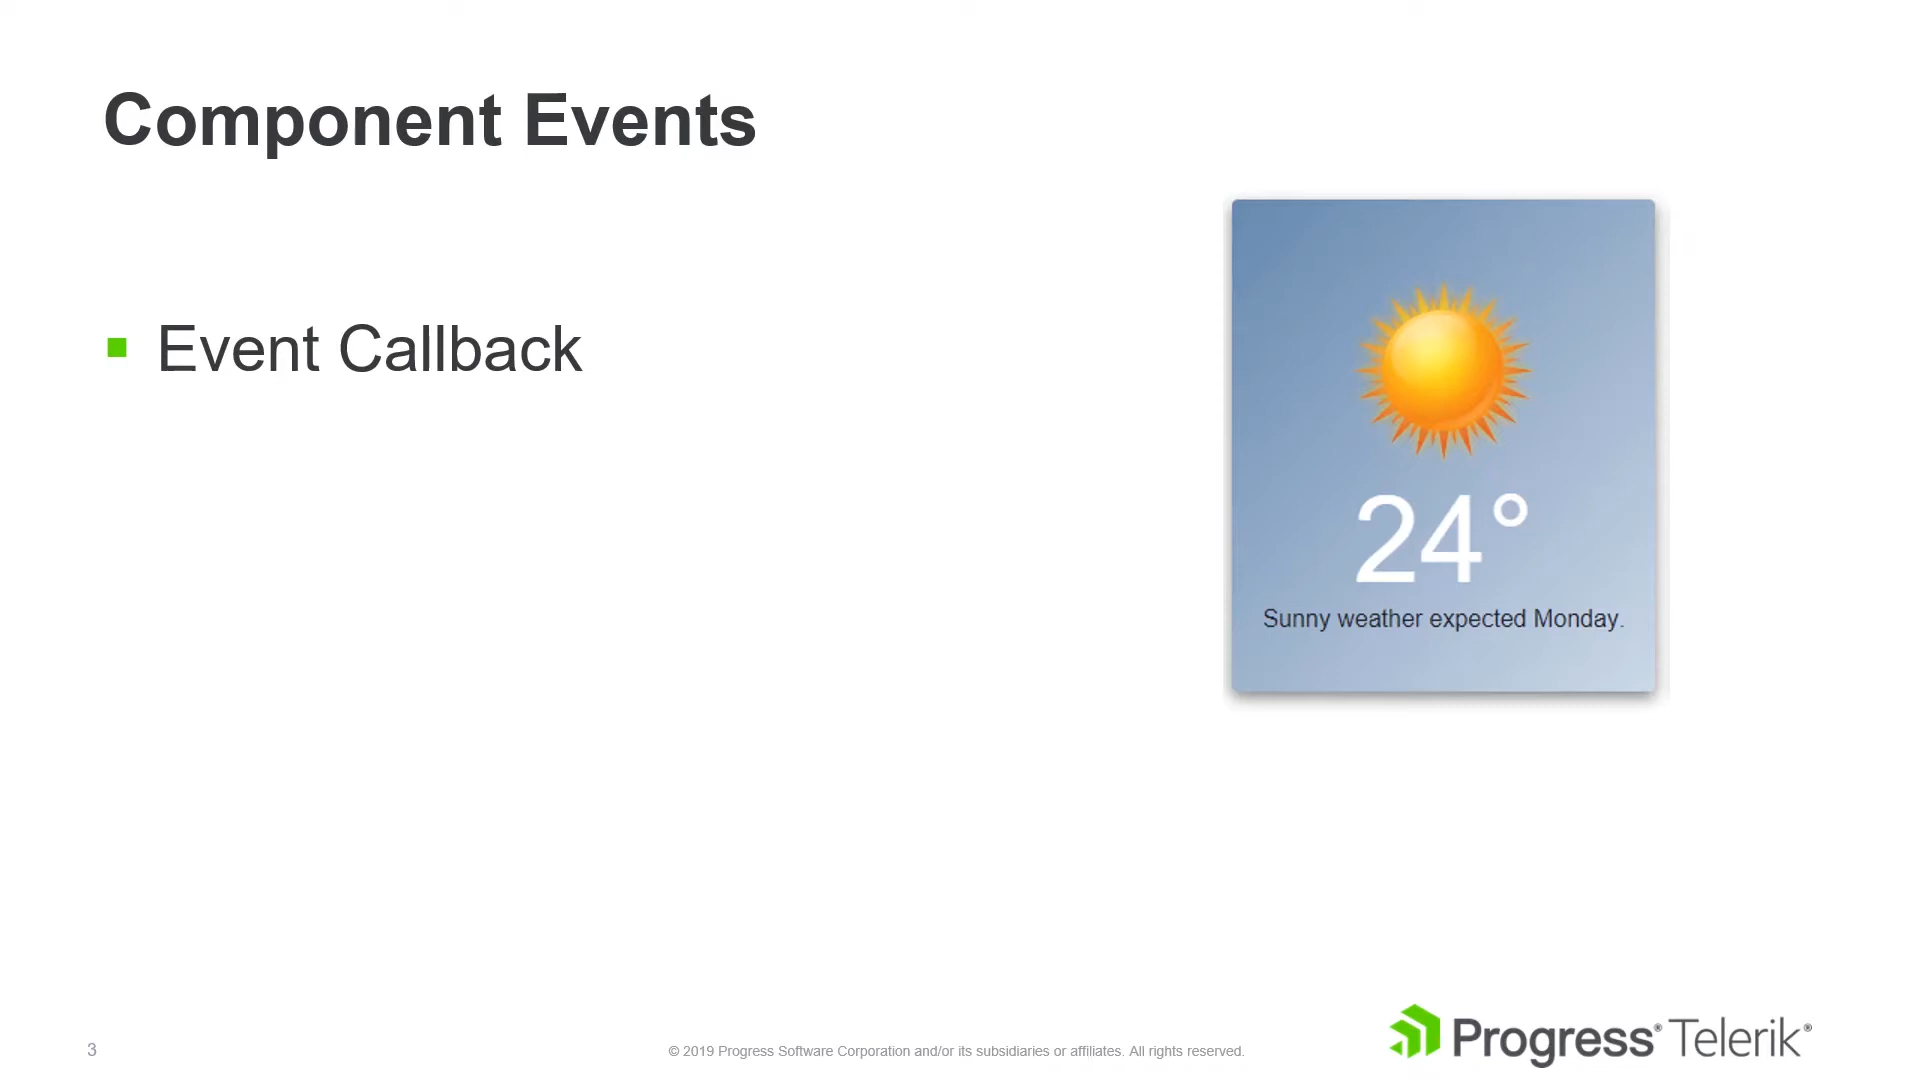 Component Events
Event Callback
24°
Sunny weather expected Monday.
3
© 2019 Progress Software Corporation and/or its subsidiaries or affiliates. All rights reserved.
Progress® Telerik®